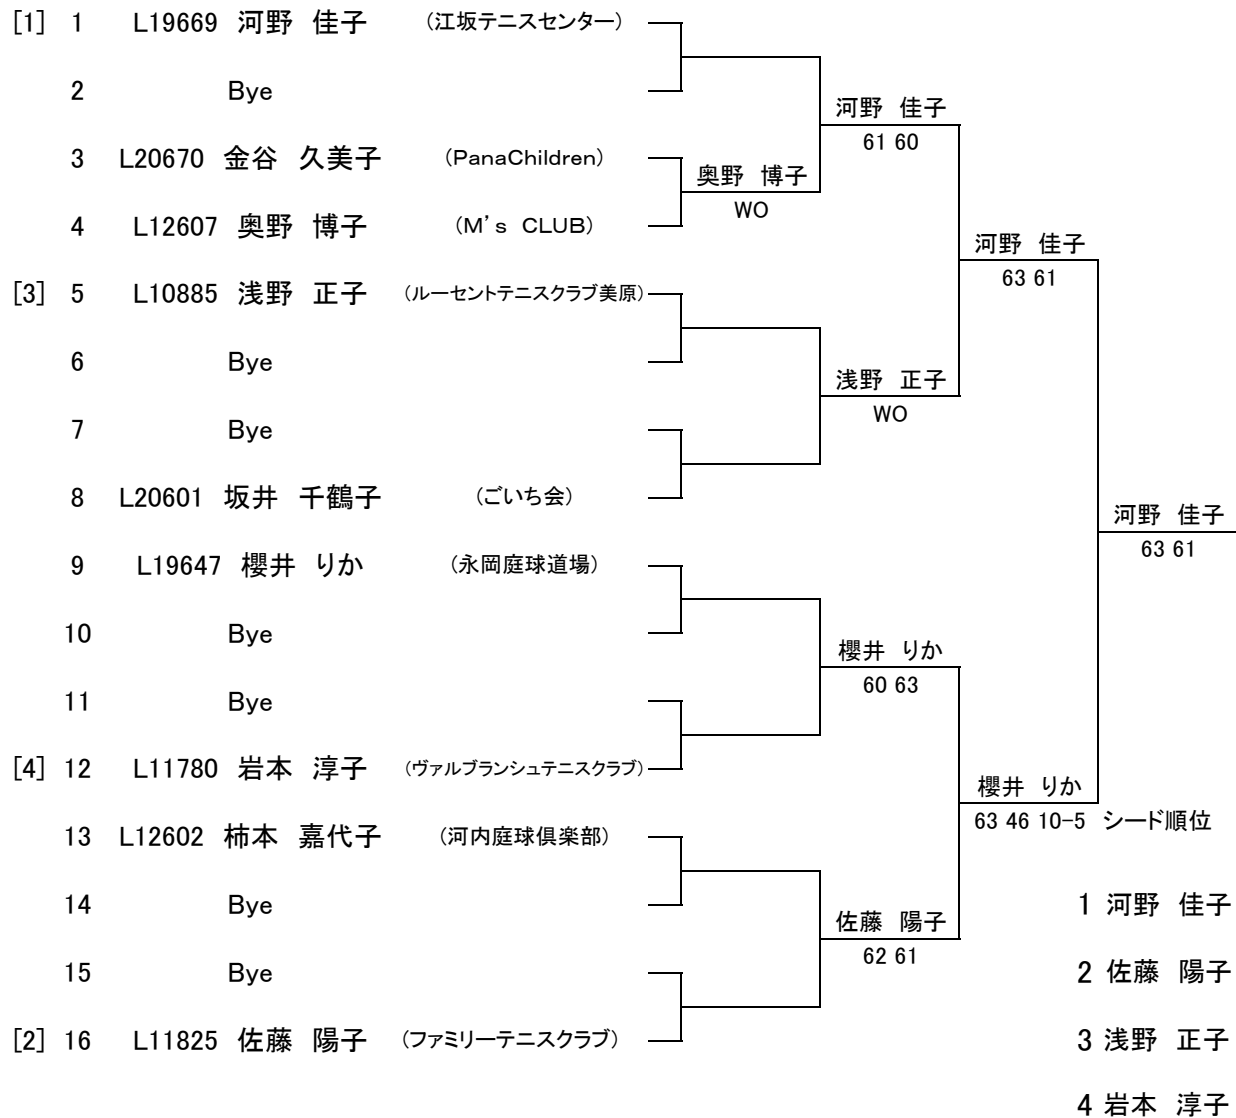 [1] 1 L19669 河野 佳子 (江坂テニスセンター)
2 Bye
河野 佳子
61 60
3 L20670 金谷 久美子 (PanaChildren)
奥野 博子
WO
4 L12607 奥野 博子 (M's CLUB)
河野 佳子
63 61
[3] 5 L10885 浅野 正子 (ルーセントテニスクラブ美原)
6 Bye
浅野 正子
WO
7 Bye
8 L20601 坂井 千鶴子 (ごいち会)
河野 佳子
63 61
9 L19647 櫻井 りか (永岡庭球道場)
10 Bye
櫻井 りか
60 63
11 Bye
[4] 12 L11780 岩本 淳子 (ヴァルブランシュテニスクラブ)
櫻井 りか
63 46 10-5 シード順位
13 L12602 柿本 嘉代子 (河内庭球倶楽部)
14 Bye
1 河野 佳子
佐藤 陽子
62 61
15 Bye
2 佐藤 陽子
[2] 16 L11825 佐藤 陽子 (ファミリーテニスクラブ)
3 浅野 正子
4 岩本 淳子